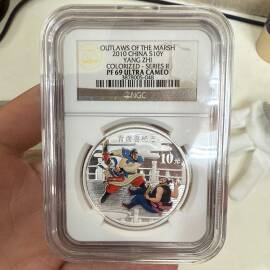 OUTLAWS OF THE MARSH
2010 CHINA S10Y
YANG ZHI
COLORIZED - SERIES II
PF 69 ULTRA CAMEO
NGC
10元